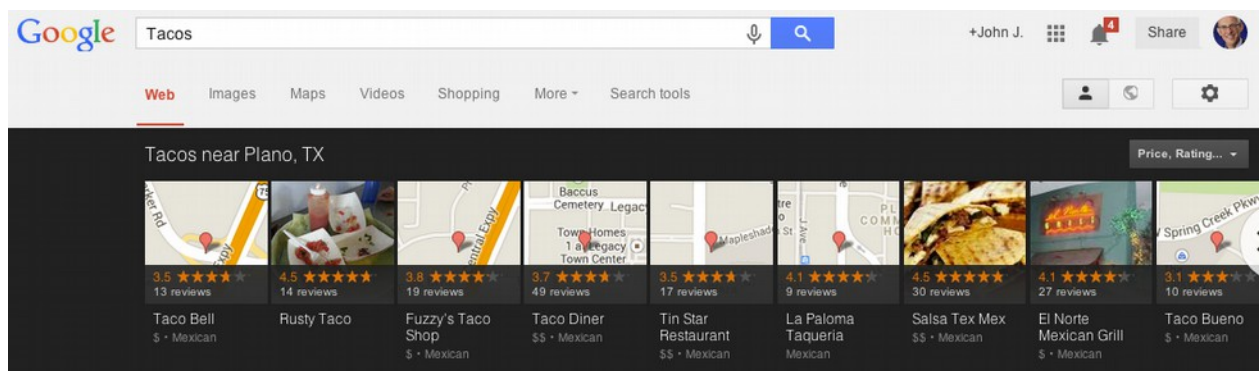 Google
Tacos
+John J.
4
Share
Web Images Maps Videos Shopping More Search tools
Tacos near Plano, TX
Price, Rating...
Baccus
Cemetery Legacy
Town Homes
Legacy
Town Center
Mapleshade
J Ave
Spring Creek Pkwy
3.5
13 reviews
Taco Bell
$ • Mexican
4.5
14 reviews
Rusty Taco
3.8
19 reviews
Fuzzy's Taco
Shop
$ • Mexican
3.7
49 reviews
Taco Diner
$$ • Mexican
3.5
17 reviews
Tin Star
Restaurant
$$ • Mexican
4.1
9 reviews
La Paloma
Taqueria
Mexican
4.5
30 reviews
Salsa Tex Mex
$$ • Mexican
4.1
27 reviews
El Norte
Mexican Grill
$ • Mexican
3.1
10 reviews
Taco Bueno
$ • Mexican